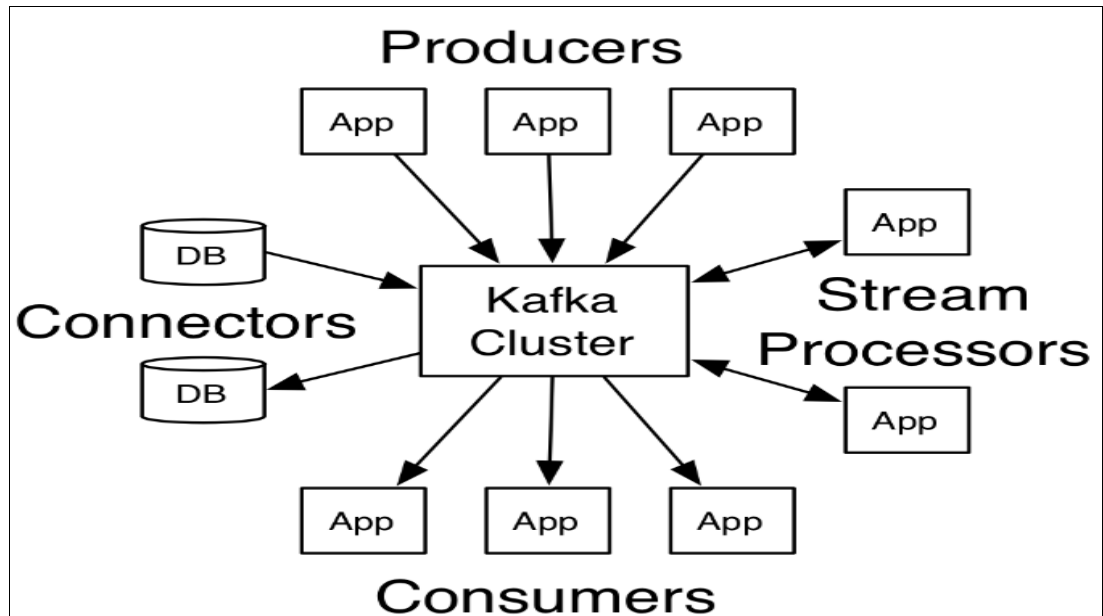 Producers
App
App
App
DB
App
Connectors
Kafka
Cluster
Stream
Processors
DB
App
App
App
App
Consumers